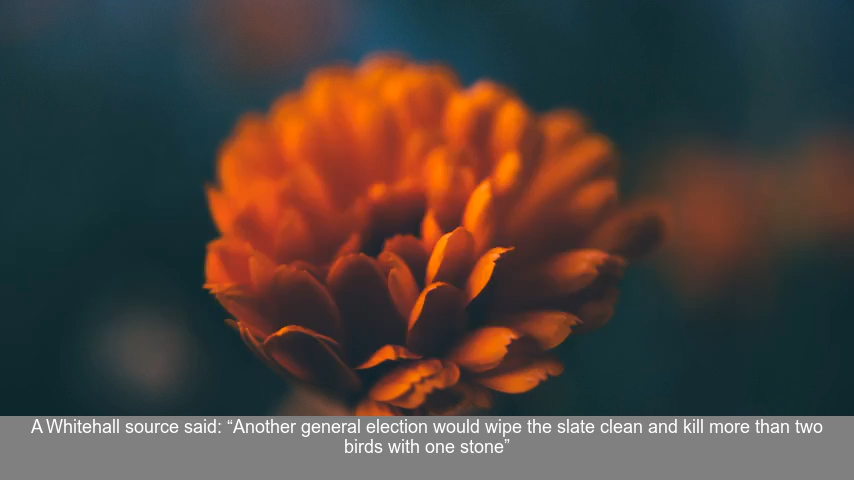 A Whitehall source said: “Another general election would wipe the slate clean and kill more than two
birds with one stone”